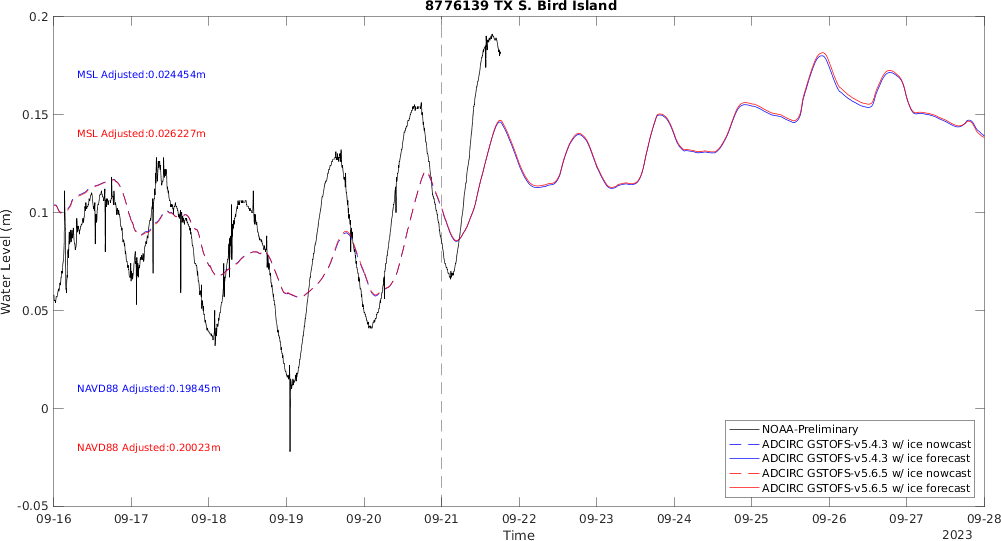 8776139 TX S. Bird Island
0.2
0.15
0.1
0.05
0
-0.05
Water Level (m)
MSL Adjusted:0.024454m
MSL Adjusted:0.026227m
NAVD88 Adjusted:0.19845m
NAVD88 Adjusted:0.20023m
NOAA-Preliminary
ADCIRC GSTOFS-v5.4.3 w/ ice nowcast
ADCIRC GSTOFS-v5.4.3 w/ ice forecast
ADCIRC GSTOFS-v5.6.5 w/ ice nowcast
ADCIRC GSTOFS-v5.6.5 w/ ice forecast
09-16 09-17 09-18 09-19 09-20 09-21 09-22 09-23 09-24 09-25 09-26 09-27 09-28
Time
2023